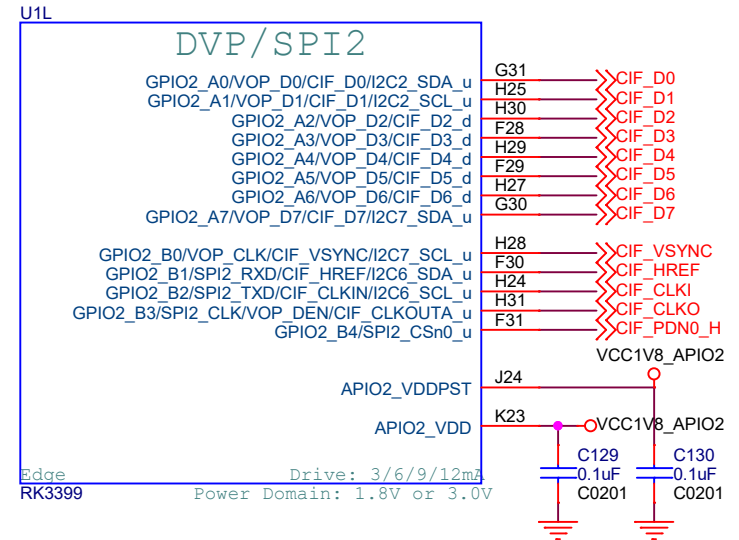 U1L
DVP/SPI2
GPIO2_A0/VOP_D0/CIF_D0/I2C2_SDA_u G31 CIF_D0
GPIO2_A1/VOP_D1/CIF_D1/I2C2_SCL_u H25 CIF_D1
GPIO2_A2/VOP_D2/CIF_D2_d H30 CIF_D2
GPIO2_A3/VOP_D3/CIF_D3_d F28 CIF_D3
GPIO2_A4/VOP_D4/CIF_D4_d H29 CIF_D4
GPIO2_A5/VOP_D5/CIF_D5_d F29 CIF_D5
GPIO2_A6/VOP_D6/CIF_D6_d H27 CIF_D6
GPIO2_A7/VOP_D7/CIF_D7/I2C7_SDA_u G30 CIF_D7
GPIO2_B0/VOP_CLK/CIF_VSYNC/I2C7_SCL_u H28 CIF_VSYNC
GPIO2_B1/SPI2_RXD/CIF_HREF/I2C6_SDA_u F30 CIF_HREF
GPIO2_B2/SPI2_TXD/CIF_CLKIN/I2C6_SCL_u H24 CIF_CLKI
GPIO2_B3/SPI2_CLK/VOP_DEN/CIF_CLKOUTA_u H31 CIF_CLKO
GPIO2_B4/SPI2_CSn0_u F31 CIF_PDN0_H
VCC1V8_APIO2
APIO2_VDDPST J24
APIO2_VDD K23 VCC1V8_APIO2
C129 C130
0.1uF 0.1uF
C0201 C0201
Edge Drive: 3/6/9/12mA
RK3399 Power Domain: 1.8V or 3.0V